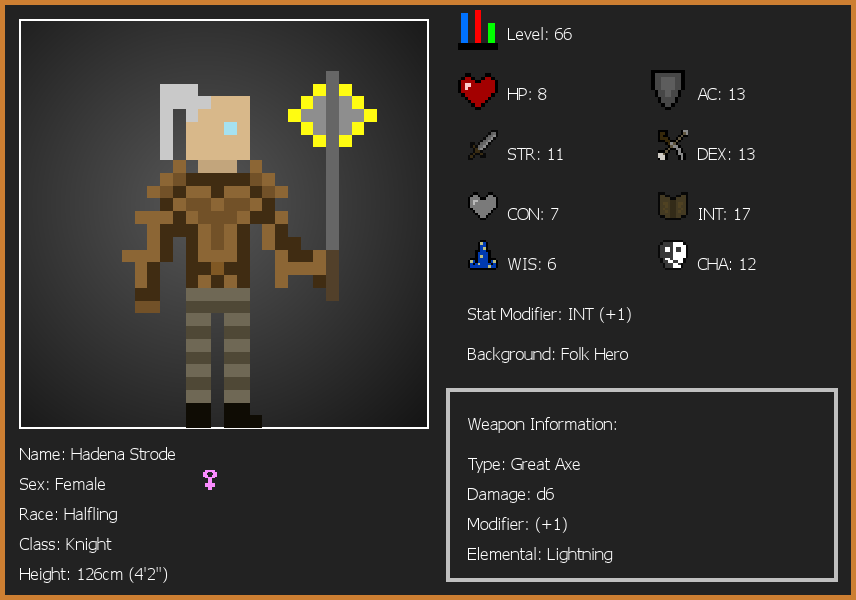 Level: 66
HP: 8
AC: 13
STR: 11
DEX: 13
CON: 7
INT: 17
WIS: 6
CHA: 12
Stat Modifier: INT (+1)
Background: Folk Hero
Weapon Information:
Type: Great Axe
Damage: d6
Modifier: (+1)
Elemental: Lightning
Name: Hadena Strode
Sex: Female
Race: Halfling
Class: Knight
Height: 126cm (4'2")